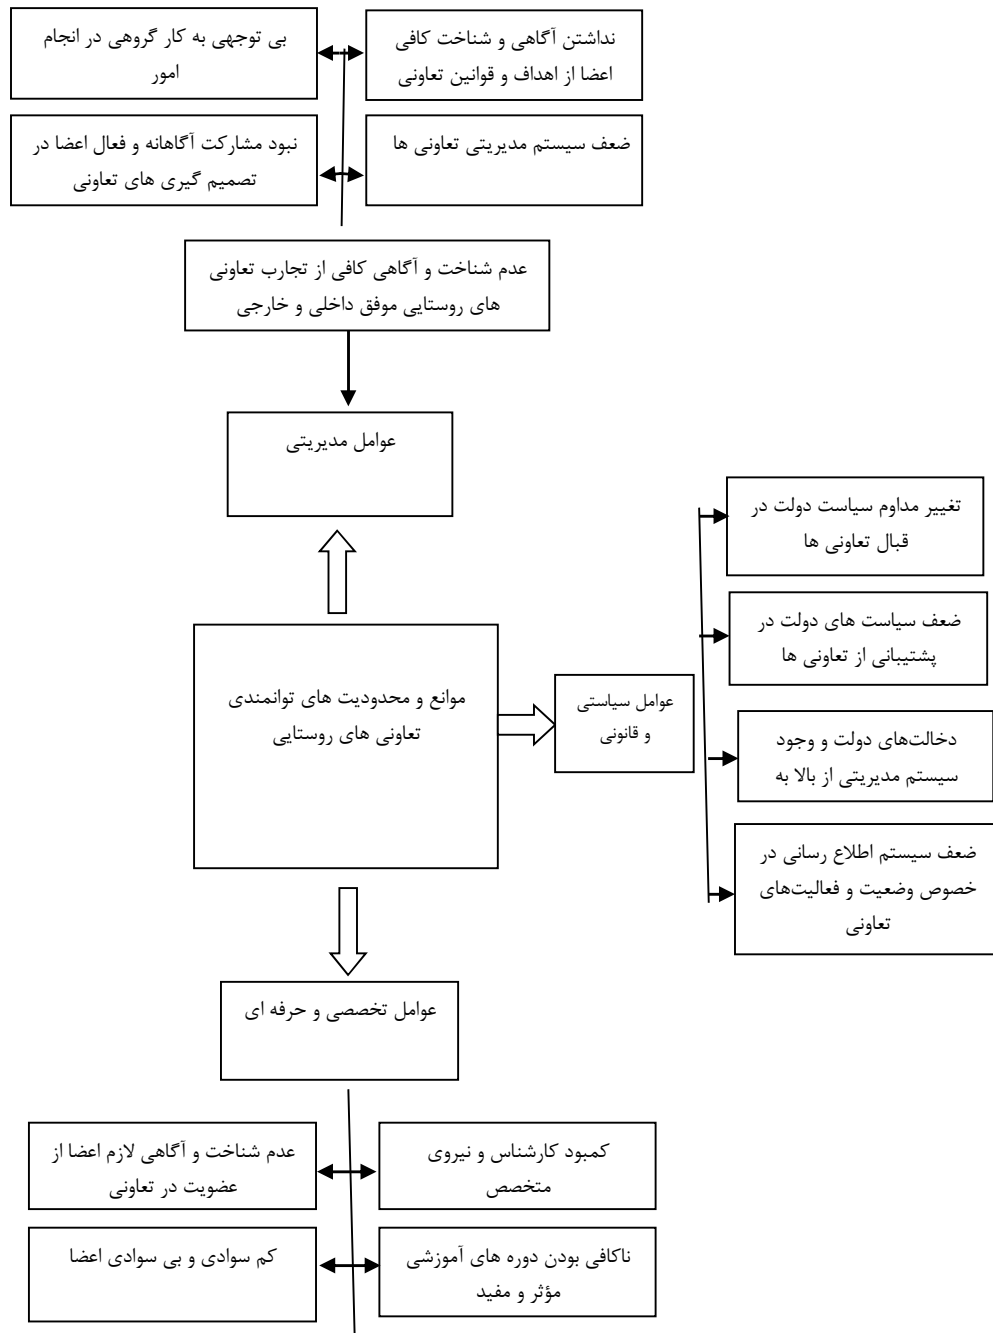 نداشتن آگاهی و شناخت کافی
اعضا از اهداف و قوانین تعاونی
بی توجهی به کار گروهی در انجام
امور
ضعف سیستم مدیریتی تعاونی ها
نبود مشارکت آگاهانه و فعال اعضا در
تصمیم گیری های تعاونی
عدم شناخت و آگاهی کافی از تجارب تعاونی
های روستایی موفق داخلی و خارجی
عوامل مدیریتی
تغییر مداوم سیاست دولت در
قبال تعاونی ها
ضعف سیاست های دولت در
پشتیبانی از تعاونی ها
عوامل سیاستی
و قانونی
موانع و محدودیت های توانمندی
تعاونی های روستایی
دخالت‌های دولت و وجود
سیستم مدیریتی از بالا به
ضعف سیستم اطلاع رسانی در
خصوص وضعیت و فعالیت‌های
تعاونی
عوامل تخصصی و حرفه ای
کمبود کارشناس و نیروی
متخصص
عدم شناخت و آگاهی لازم اعضا از
عضویت در تعاونی
ناکافی بودن دوره های آموزشی
مؤثر و مفید
کم سوادی و بی سوادی اعضا